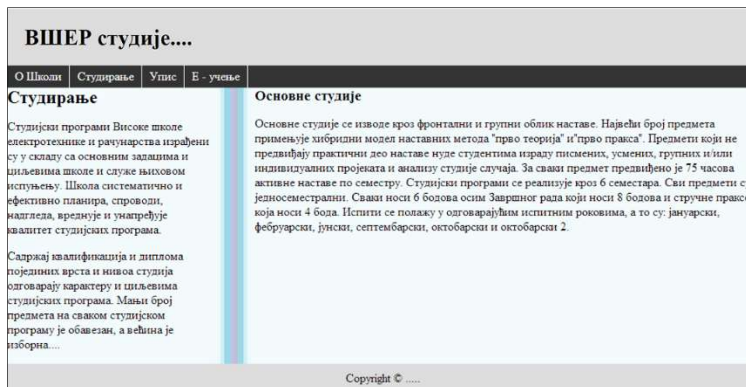 ВШЕР студије....
О Школи Студирање Упис Е - учење
Студирање
Студијски програми Високе школе
електротехнике и рачунарства израђени
су у складу са основним задацима и
циљевима школе и служе њиховом
испуњењу. Школа систематично и
ефективно планира, спроводи,
надгледа, вреднује и унапређује
квалитет студијских програма.
Садржај квалификација и диплома
појединих врста и нивоа студија
одговарају карактеру и циљевима
студијских програма. Мањи број
предмета на сваком студијском
програму је обавезан, а већина је
изборна....
Основне студије
Основне студије се изводе кроз фронтални и групни облик наставе. Највећи број предмета
примењује хибридни модел наставних метода "прво теорија" и"прво пракса". Предмети који не
предвиђају практични део наставе нуде студентима израду писмених, усмених, групних и/или
индивидуалних пројеката и анализу студије случаја. За сваки предмет предвиђено је 75 часова
активне наставе по семестру. Студијски програми се реализује кроз 6 семестара. Сви предмети с
једносеместрални. Сваки носи 6 бодова осим Завршног рада који носи 8 бодова и стручне пракс
која носи 4 бода. Испити се полажу у одговарајућим испитним роковима, а то су: јануарски,
фебруарски, јунски, септембарски, октобарски и октобарски 2.
Copyright © .....